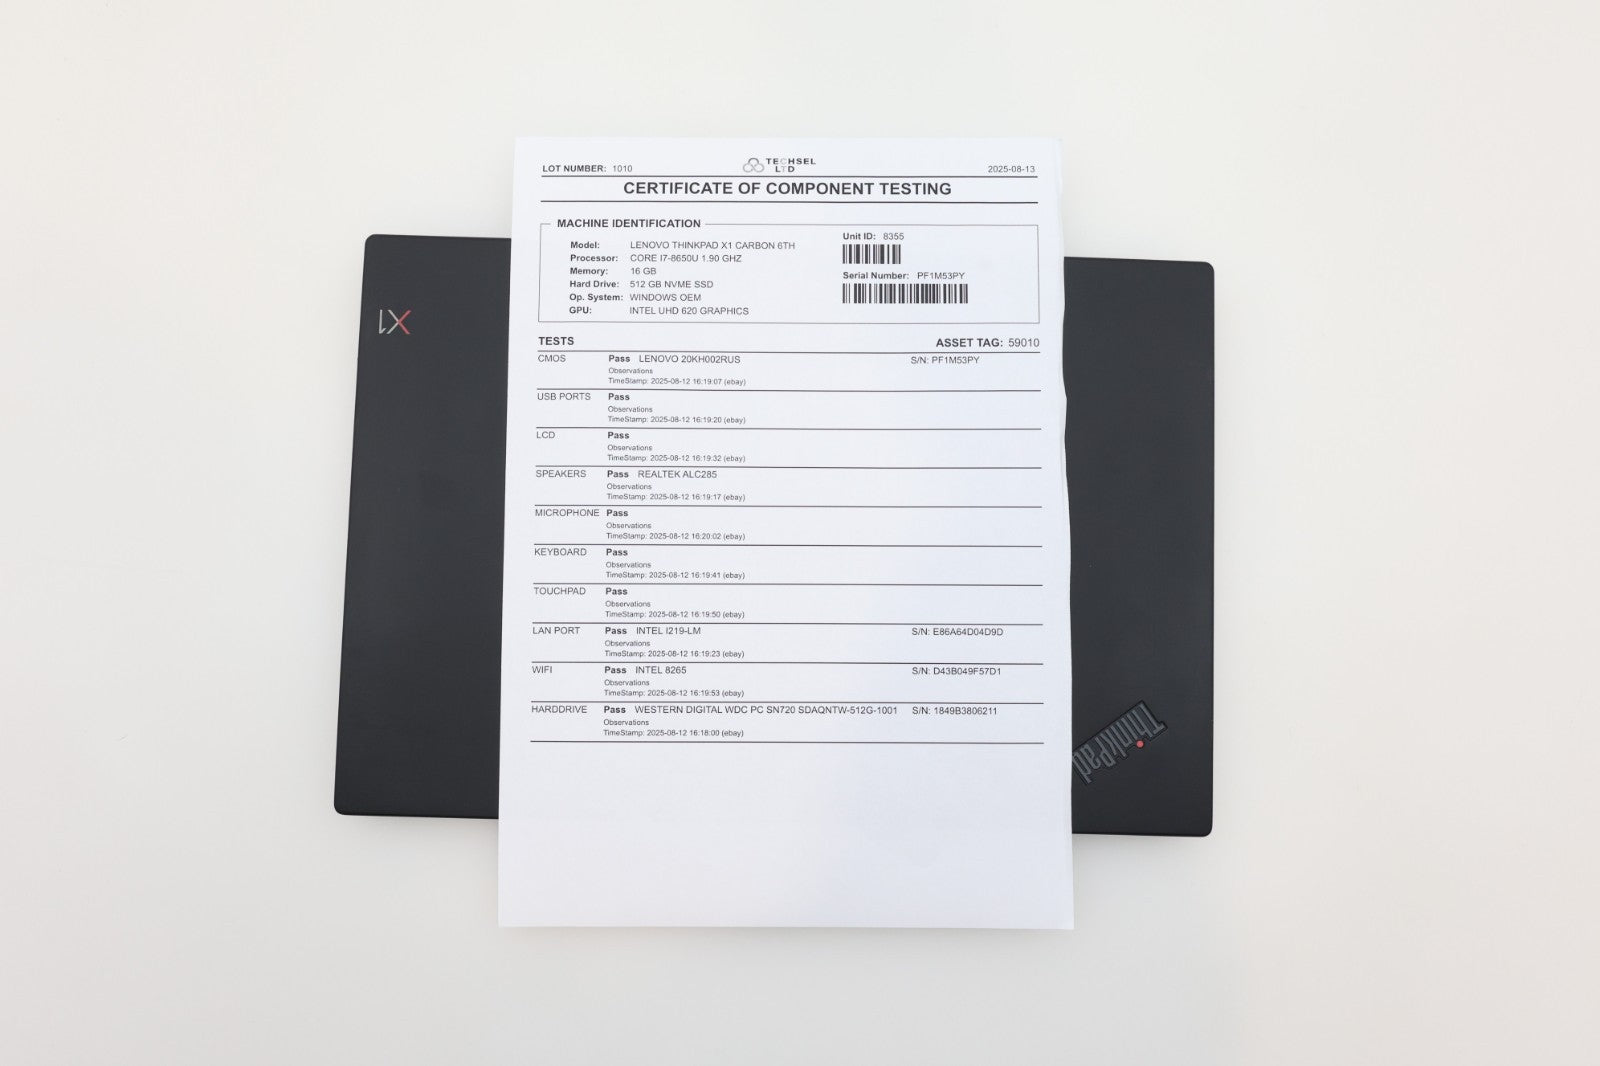 LOT NUMBER: 1010
TECHSEL
LTD
2025-08-13
CERTIFICATE OF COMPONENT TESTING
MACHINE IDENTIFICATION
Model: LENOVO THINKPAD X1 CARBON 6TH
Processor: CORE I7-8650U 1.90 GHZ
Memory: 16 GB
Hard Drive: 512 GB NVME SSD
Op. System: WINDOWS OEM
GPU: INTEL UHD 620 GRAPHICS
Unit ID: 8355
Serial Number: PF1M53PY
TESTS ASSET TAG: 59010
CMOS Pass LENOVO 20KH002RUS S/N: PF1M53PY
Observations
TimeStamp: 2025-08-12 16:19:07 (ebay)
USB PORTS Pass
Observations
TimeStamp: 2025-08-12 16:19:20 (ebay)
LCD Pass
Observations
TimeStamp: 2025-08-12 16:19:32 (ebay)
SPEAKERS Pass REALTEK ALC285
Observations
TimeStamp: 2025-08-12 16:19:17 (ebay)
MICROPHONE Pass
Observations
TimeStamp: 2025-08-12 16:20:02 (ebay)
KEYBOARD Pass
Observations
TimeStamp: 2025-08-12 16:19:41 (ebay)
TOUCHPAD Pass
Observations
TimeStamp: 2025-08-12 16:19:50 (ebay)
LAN PORT Pass INTEL I219-LM S/N: E86A64D04D9D
Observations
TimeStamp: 2025-08-12 16:19:23 (ebay)
WIFI Pass INTEL 8265 S/N: D43B049F57D1
Observations
TimeStamp: 2025-08-12 16:19:53 (ebay)
HARDDRIVE Pass WESTERN DIGITAL WDC PC SN720 SDAQNTW-512G-1001 S/N: 1849B3806211
Observations
TimeStamp: 2025-08-12 16:18:00 (ebay)
X1
ThinkPad